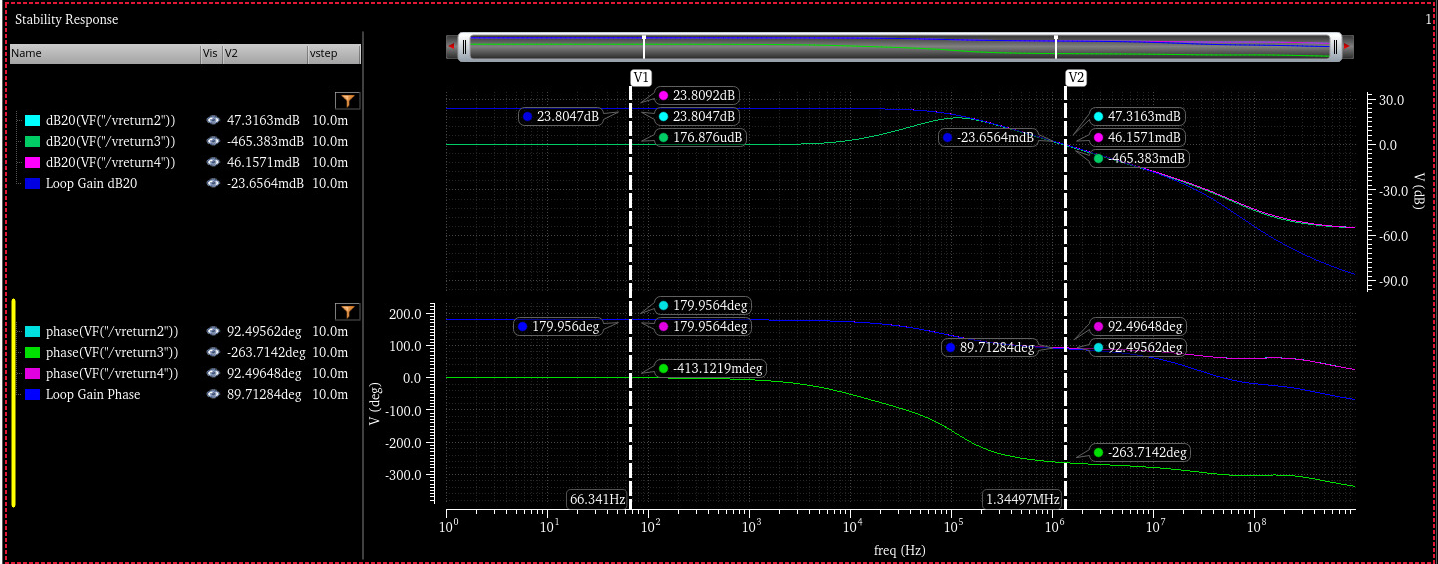 Stability Response
1
Name Vis V2 vstep
dB20(VF("/vreturn2")) 47.3163mdB 10.0m
dB20(VF("/vreturn3")) -465.383mdB 10.0m
dB20(VF("/vreturn4")) 46.1571mdB 10.0m
Loop Gain dB20 -23.6564mdB 10.0m
phase(VF("/vreturn2")) 92.49562deg 10.0m
phase(VF("/vreturn3")) -263.7142deg 10.0m
phase(VF("/vreturn4")) 92.49648deg 10.0m
Loop Gain Phase 89.71284deg 10.0m
V1
V2
23.8092dB
23.8047dB
23.8047dB
176.876udB
-23.6564mdB
47.3163mdB
46.1571mdB
-465.383mdB
30.0
0.0
-30.0
-60.0
-90.0
V (dB)
179.9564deg
179.956deg
179.9564deg
-413.1219mdeg
89.71284deg
92.49648deg
92.49562deg
-263.7142deg
200.0
100.0
0.0
-100.0
-200.0
-300.0
V (deg)
66.341Hz
1.34497MHz
10^0 10^1 10^2 10^3 10^4 10^5 10^6 10^7 10^8
freq (Hz)